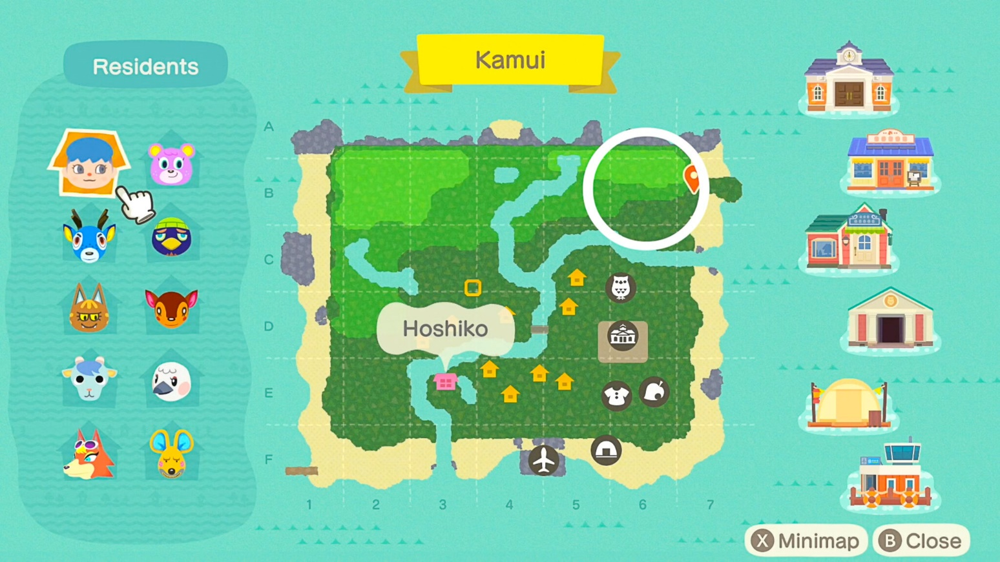 Kamui
Residents
A
B
C
D
E
F
Hoshiko
1 2 3 4 5 6 7
X Minimap
B Close